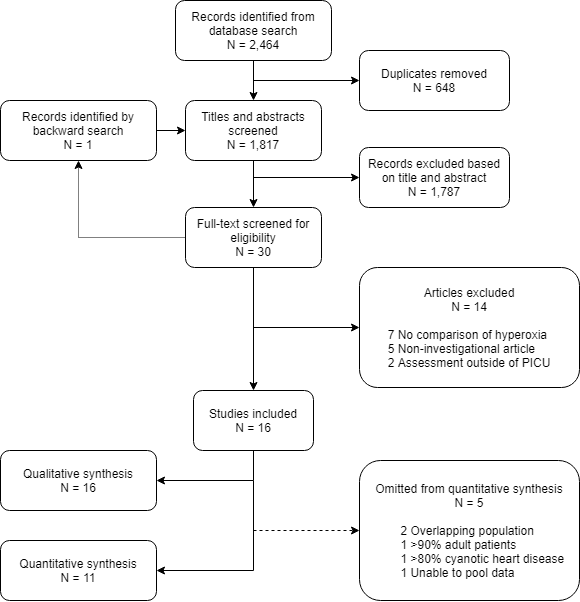 Records identified from
database search
N = 2,464
Duplicates removed
N = 648
Records identified by
backward search
N = 1
Titles and abstracts
screened
N = 1,817
Records excluded based
on title and abstract
N = 1,787
Full-text screened for
eligibility
N = 30
Articles excluded
N = 14
7 No comparison of hyperoxia
5 Non-investigational article
2 Assessment outside of PICU
Studies included
N = 16
Qualitative synthesis
N = 16
Omitted from quantitative synthesis
N = 5
2 Overlapping population
1 >90% adult patients
1 >80% cyanotic heart disease
1 Unable to pool data
Quantitative synthesis
N = 11